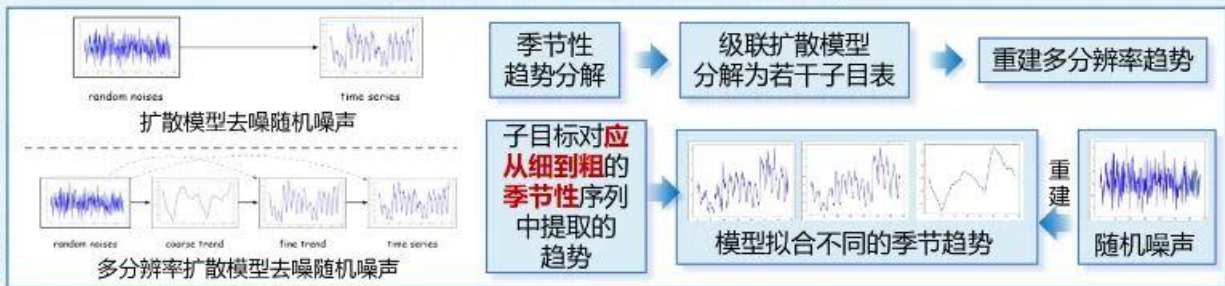 random noises
time series
扩散模型去噪随机噪声
random noises
coarse trend
fine trend
time series
多分辨率扩散模型去噪随机噪声
季节性
趋势分解
级联扩散模型
分解为若干子目表
重建多分辨率趋势
子目标对应
从细到粗的
季节性序列
中提取的
趋势
模型拟合不同的季节趋势
重建
随机噪声